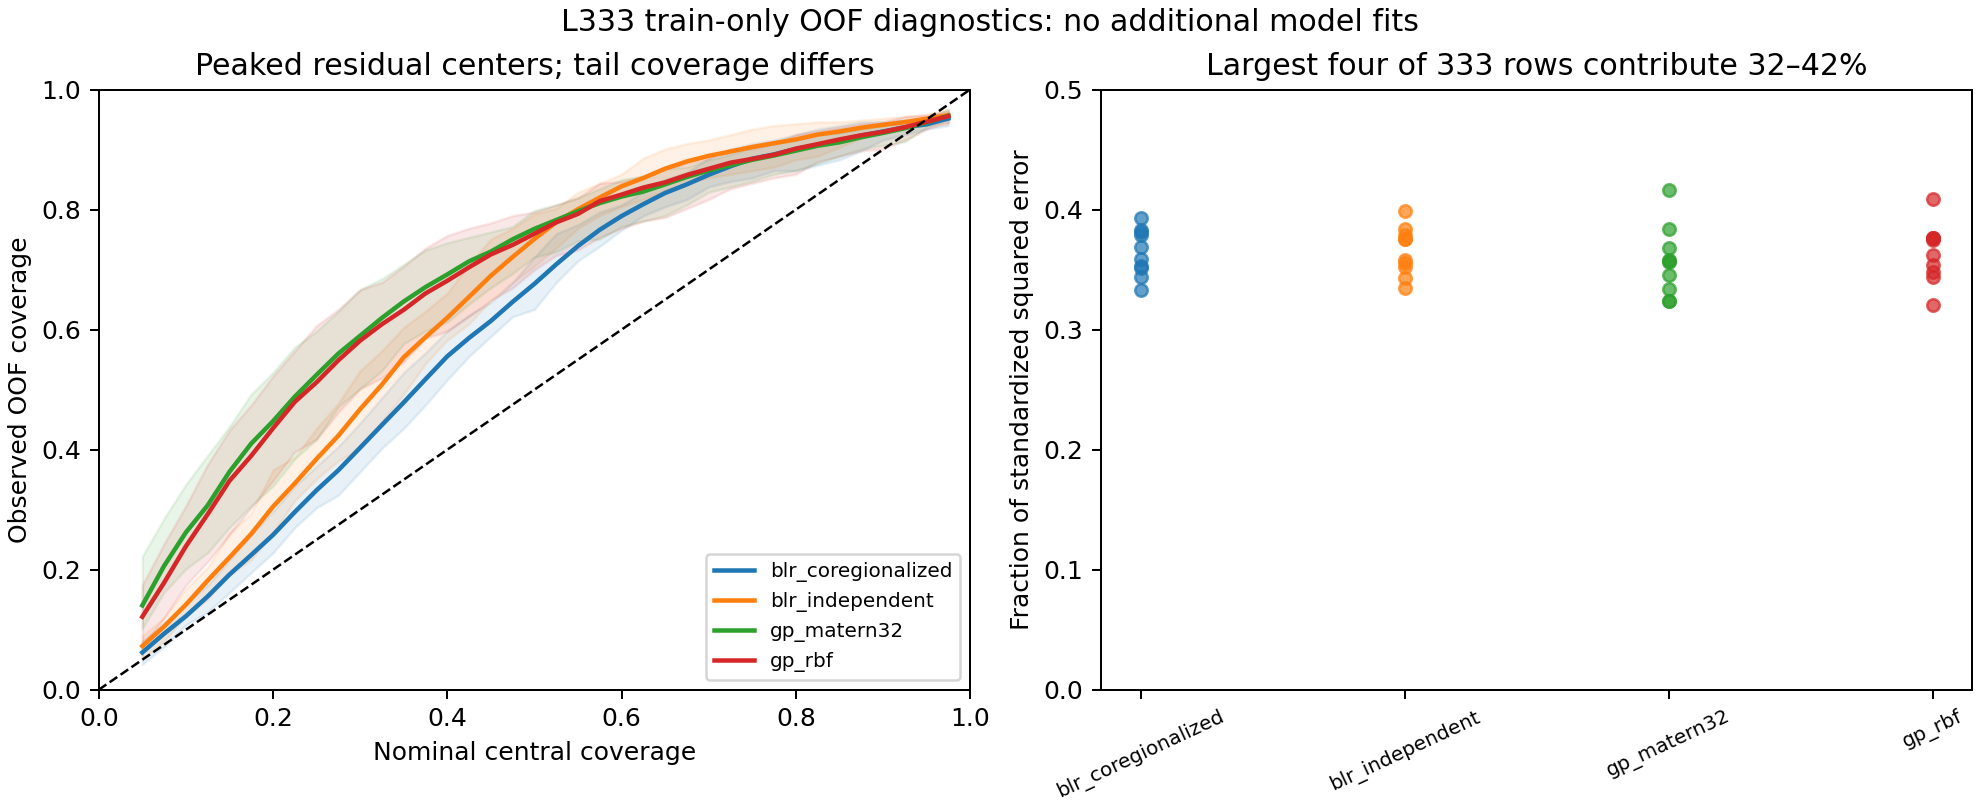 L333 train-only OOF diagnostics: no additional model fits
Peaked residual centers; tail coverage differs
Observed OOF coverage
1.0
0.8
0.6
0.4
0.2
0.0
0.0
0.2
0.4
0.6
0.8
1.0
Nominal central coverage
blr_coregionalized
blr_independent
gp_matern32
gp_rbf
Largest four of 333 rows contribute 32–42%
Fraction of standardized squared error
0.5
0.4
0.3
0.2
0.1
0.0
blr_coregionalized
blr_independent
gp_matern32
gp_rbf